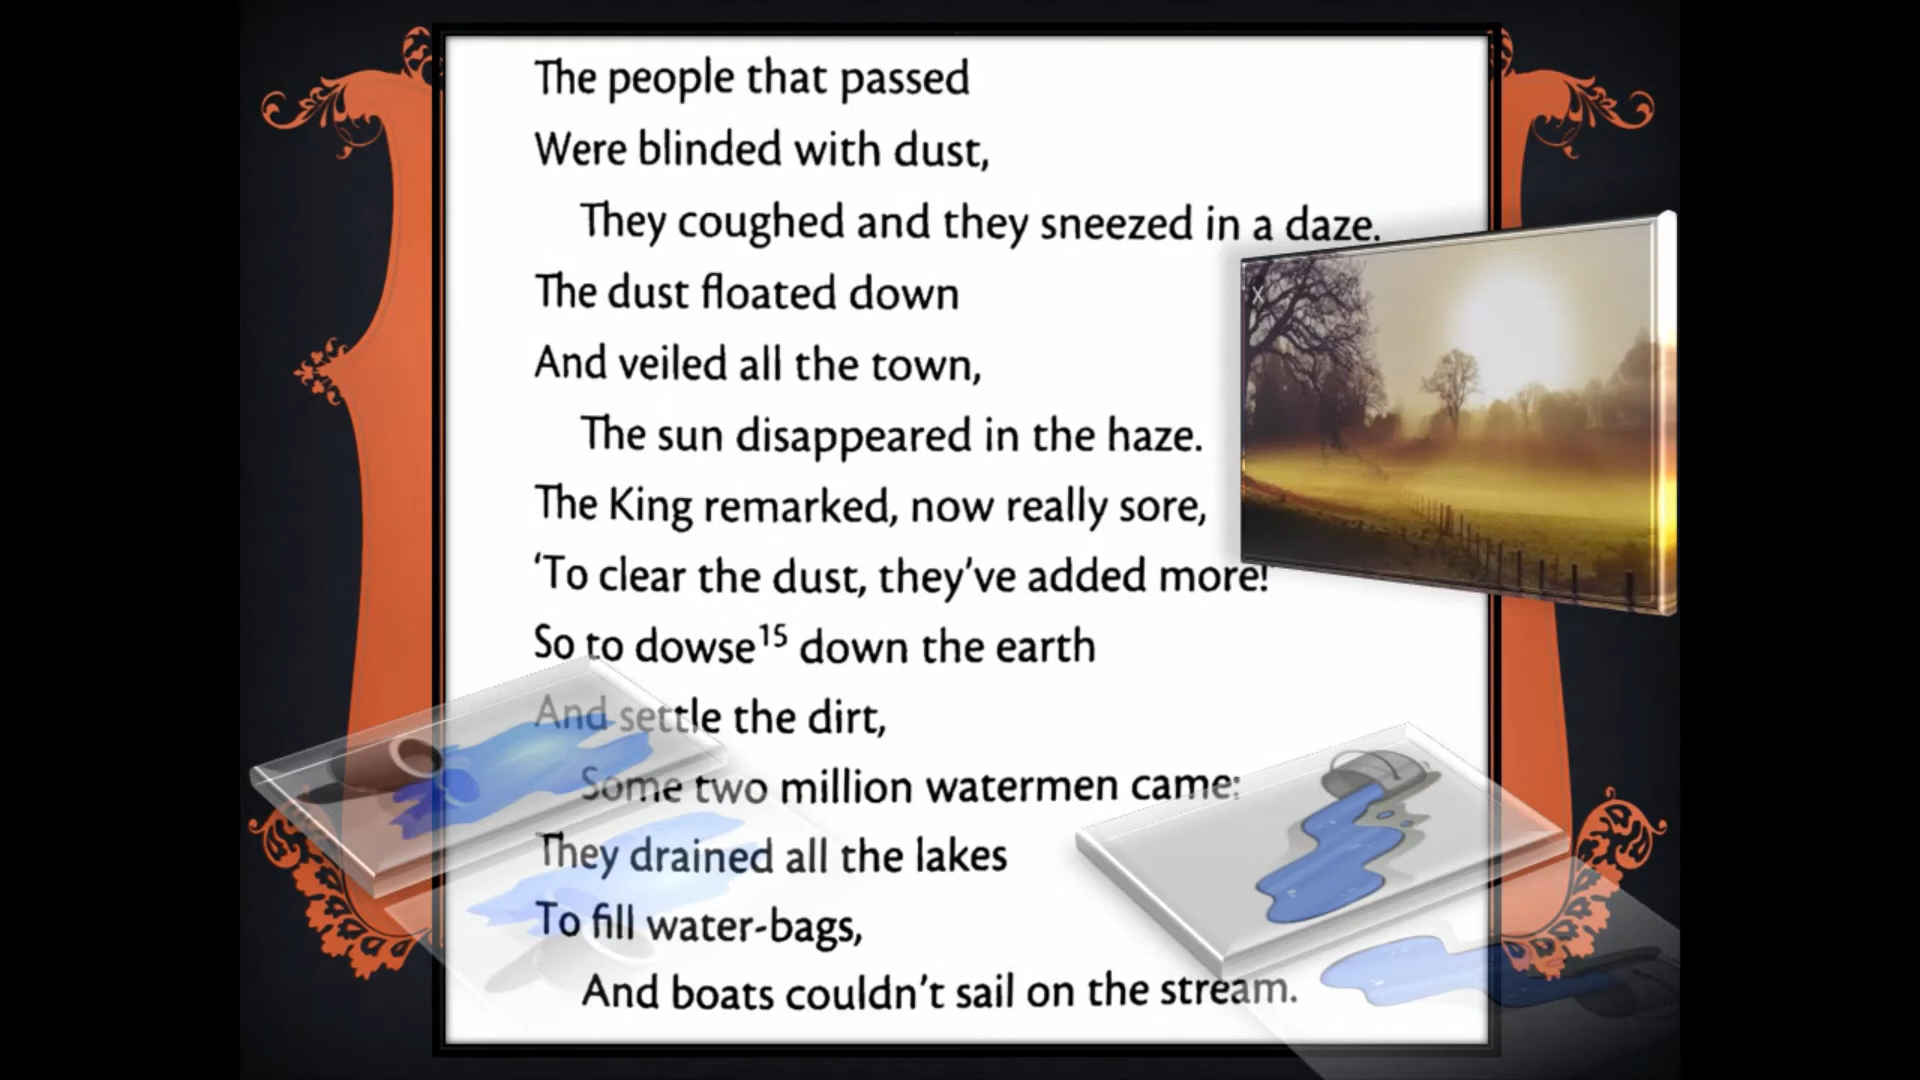 The people that passed
Were blinded with dust,
They coughed and they sneezed in a daze.
The dust floated down
And veiled all the town,
The sun disappeared in the haze.
The King remarked, now really sore,
‘To clear the dust, they’ve added more!
So to dowse¹⁵ down the earth
And settle the dirt,
Some two million watermen came:
They drained all the lakes
To fill water-bags,
And boats couldn’t sail on the stream.